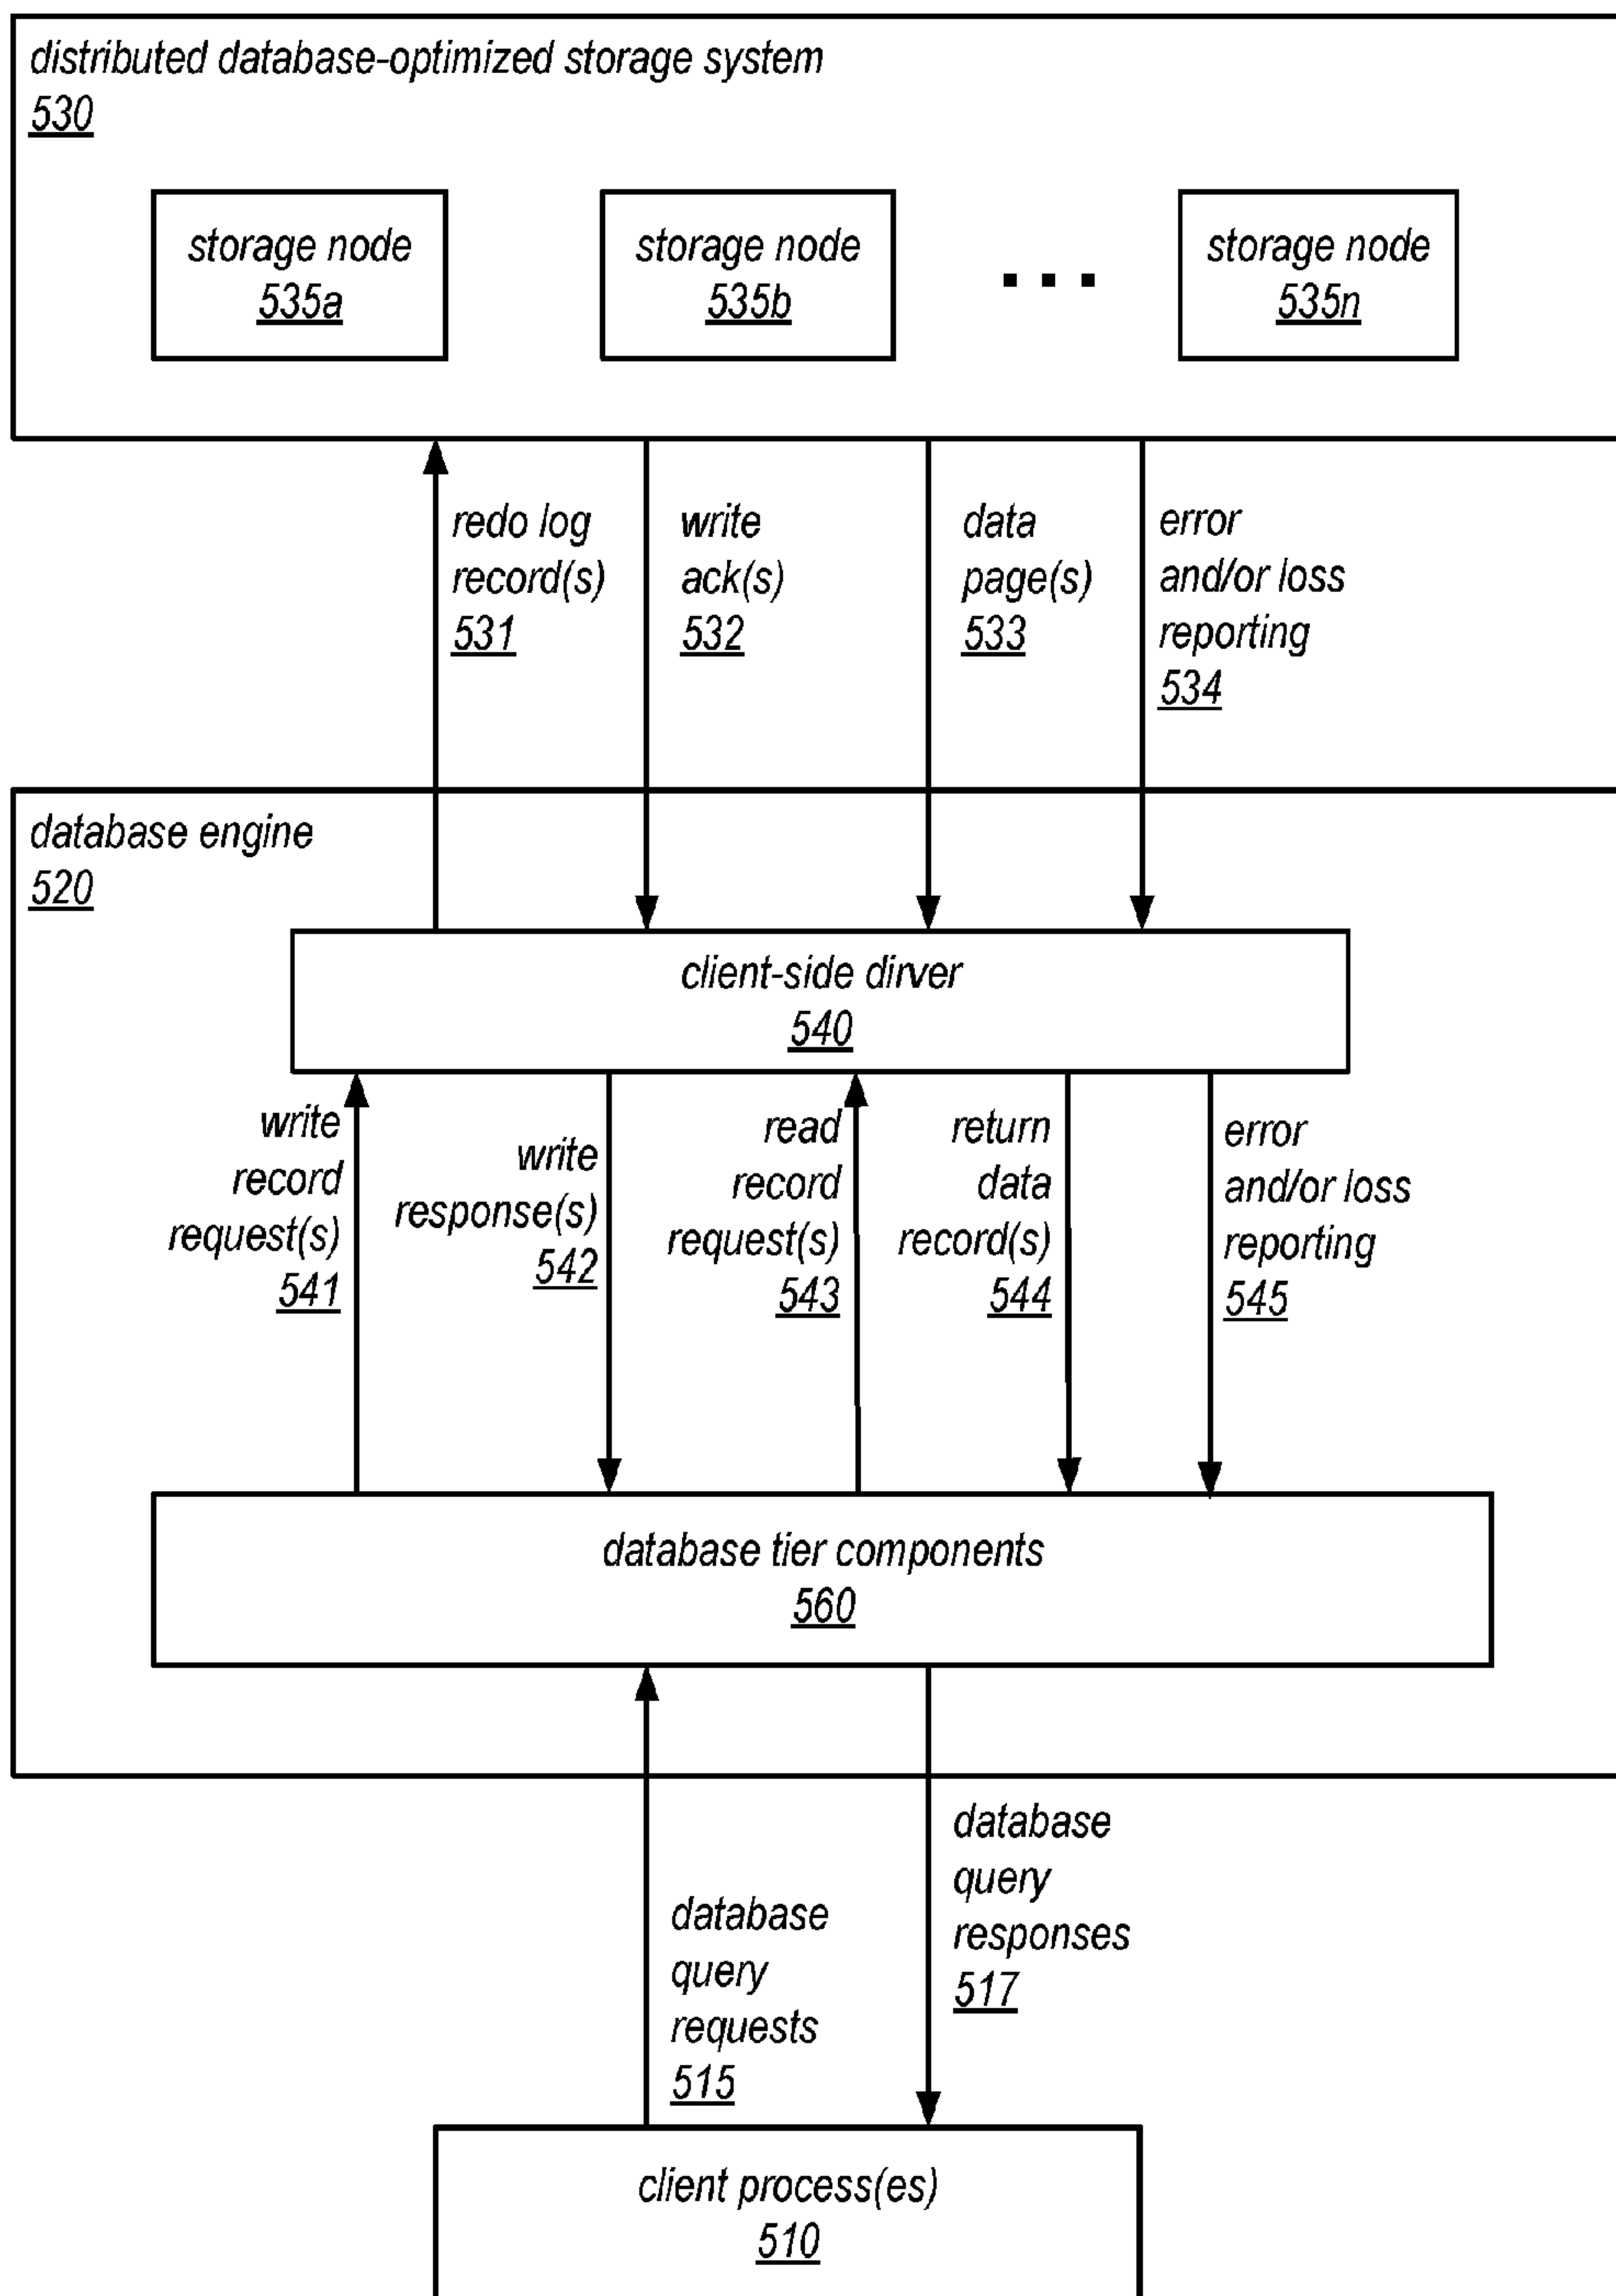 distributed database-optimized storage system
530
storage node
535a
storage node
535b
storage node
535n
redo log
record(s)
531
write
ack(s)
532
data
page(s)
533
error
and/or loss
reporting
534
database engine
520
client-side dirver
540
write
record
request(s)
541
write
response(s)
542
read
record
request(s)
543
return
data
record(s)
544
error
and/or loss
reporting
545
database tier components
560
database
query
requests
515
database
query
responses
517
client process(es)
510